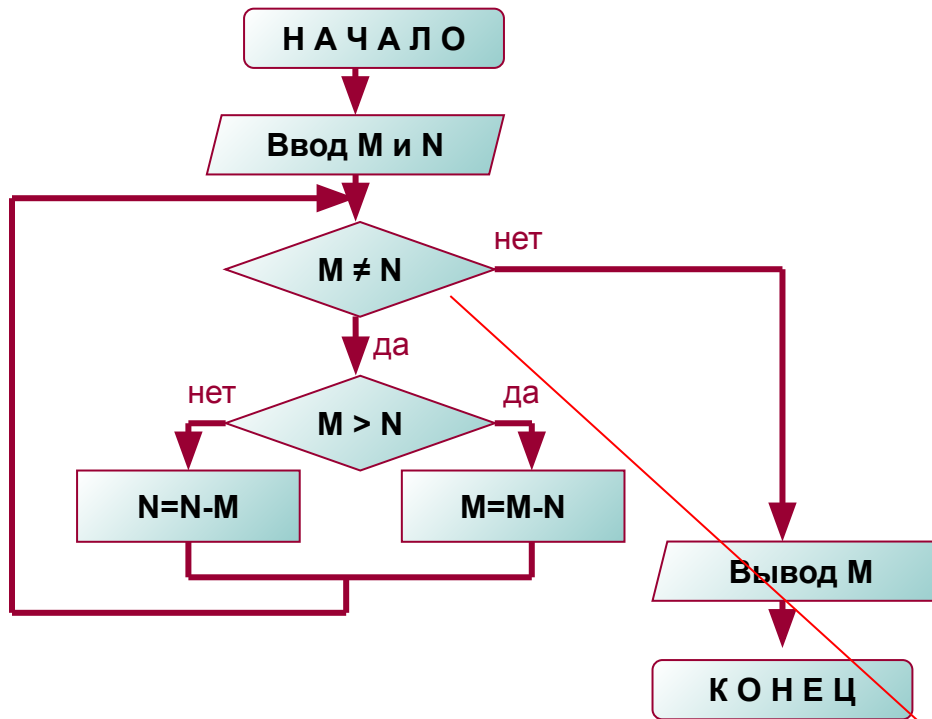 Н А Ч А Л О
Ввод M и N
M ≠ N
нет
да
M > N
нет
да
N=N-M
M=M-N
Вывод M
К О Н Е Ц